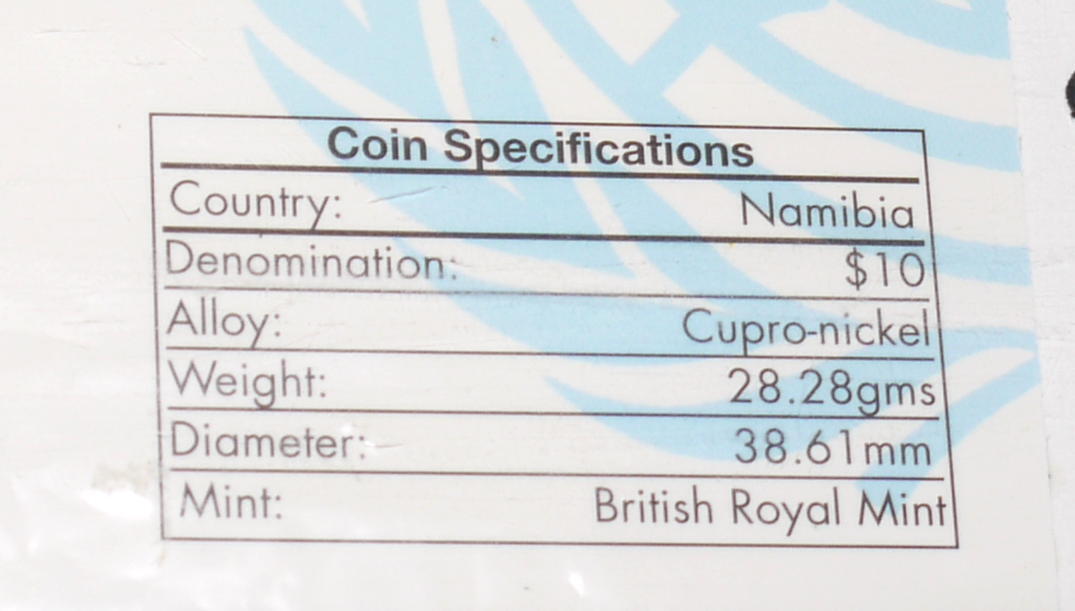 Coin Specifications
Country: Namibia
Denomination: $10
Alloy: Cupro-nickel
Weight: 28.28gms
Diameter: 38.61mm
Mint: British Royal Mint